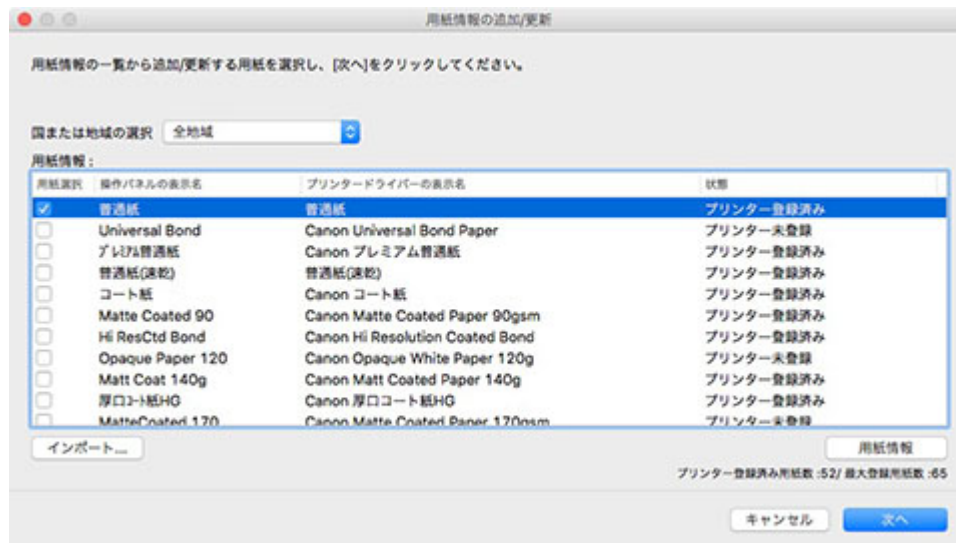 用紙情報の追加/更新
用紙情報の一覧から追加/更新する用紙を選択し、[次へ]をクリックしてください。
国または地域の選択 全地域
用紙情報：
用紙選択 操作パネルの表示名 プリンタードライバーの表示名 状態
普通紙 普通紙 プリンター登録済み
Universal Bond Canon Universal Bond Paper プリンター未登録
ﾌﾟﾚﾐｱﾑ普通紙 Canon プレミアム普通紙 プリンター登録済み
普通紙(速乾) 普通紙(速乾) プリンター登録済み
コート紙 Canon コート紙 プリンター登録済み
Matte Coated 90 Canon Matte Coated Paper 90gsm プリンター登録済み
Hi ResCtd Bond Canon Hi Resolution Coated Bond プリンター登録済み
Opaque Paper 120 Canon Opaque White Paper 120g プリンター未登録
Matt Coat 140g Canon Matt Coated Paper 140g プリンター登録済み
厚口ｺｰﾄ紙HG Canon 厚口コート紙HG プリンター登録済み
MatteCoated 170 Canon Matte Coated Paper 170gsm プリンター未登録
インポート... 用紙情報
プリンター登録済み用紙数 :52/ 最大登録用紙数 :65
キャンセル 次へ